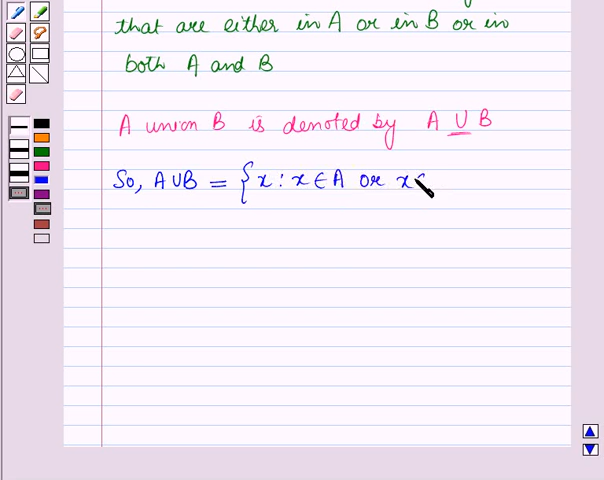 that are either in A or in B or in
both A and B
A union B is denoted by A U B
So, A U B = { x : x ∈ A or x